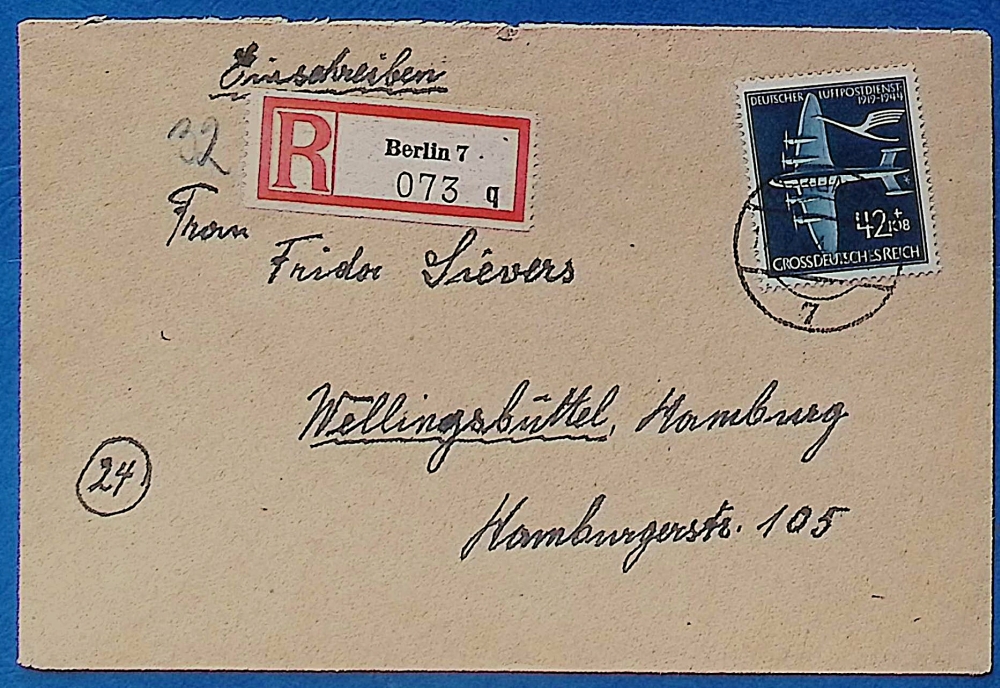 Einschreiben
32
R
Berlin 7
073 q
Frau
Frida Sievers
DEUTSCHER LUFTPOSTDIENST
1919-1944
42+108
GROSSDEUTSCHES REICH
7
Wellingsbüttel, Hamburg
24
Hamburgerstr. 105